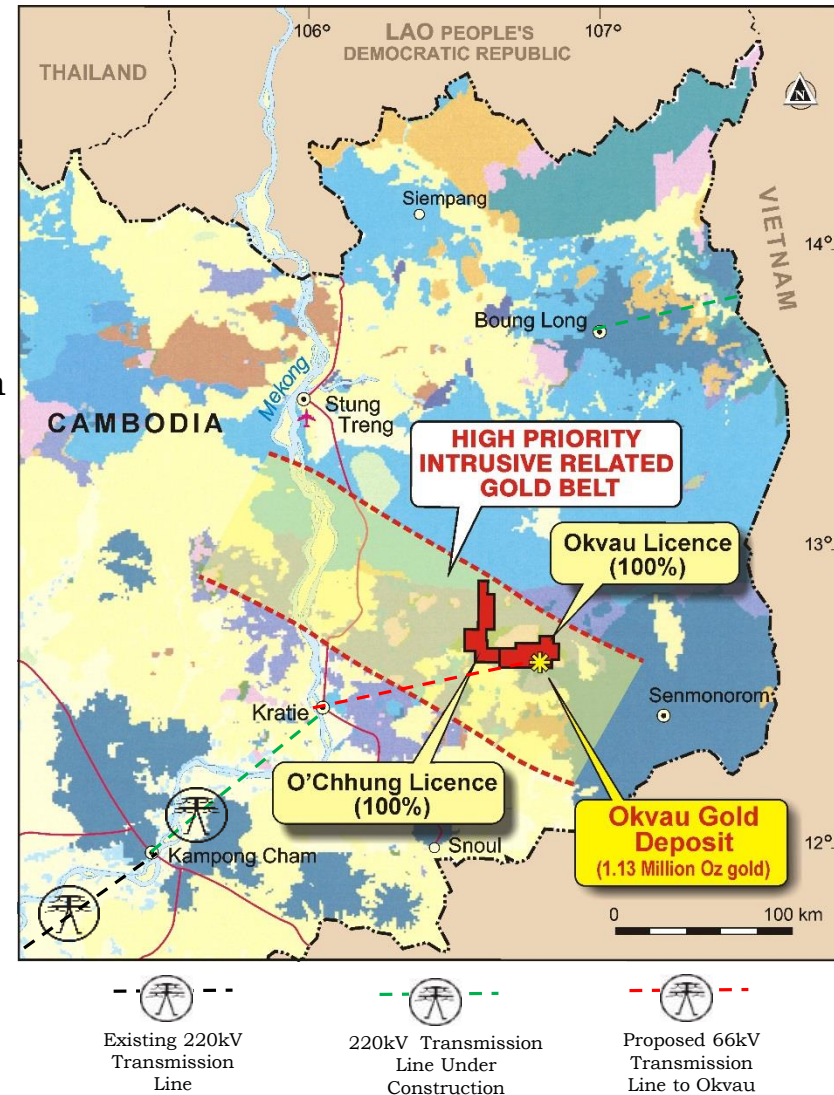 106°
LAO PEOPLE'S
DEMOCRATIC REPUBLIC
107°
THAILAND
N
Siempang
VIETNAM
14°
Boung Long
Mekong
Stung
Treng
CAMBODIA
HIGH PRIORITY
INTRUSIVE RELATED
GOLD BELT
13°
Okvau Licence
(100%)
Senmonorom
Kratie
O'Chhung Licence
(100%)
Okvau Gold
Deposit
(1.13 Million Oz gold)
Snoul
12°
Kampong Cham
0 100 km
Existing 220kV
Transmission
Line
220kV Transmission
Line Under
Construction
Proposed 66kV
Transmission
Line to Okvau